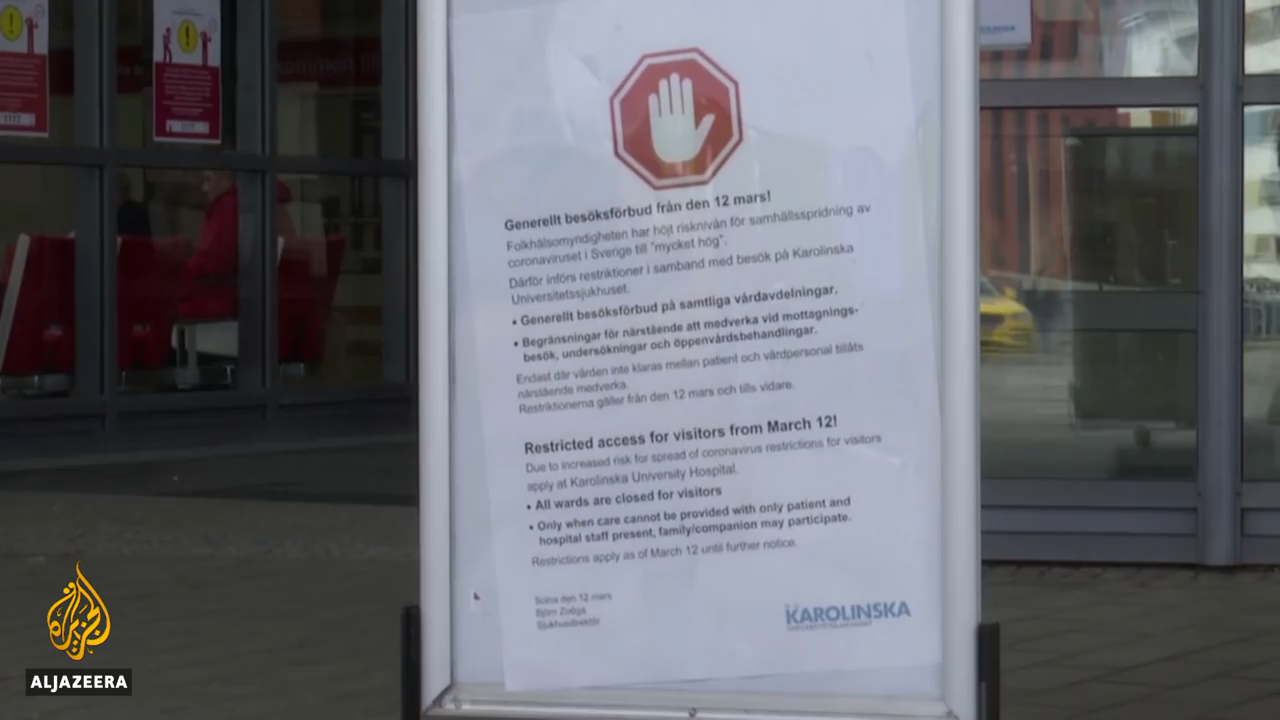 1177
Generellt besöksförbud från den 12 mars!
Folkhälsomyndigheten har höjt risknivån för samhällsspridning av
coronaviruset i Sverige till "mycket hög".
Därför införs restriktioner i samband med besök på Karolinska
Universitetssjukhuset.
• Generellt besöksförbud på samtliga vårdavdelningar.
• Begränsningar för närstående att medverka vid mottagnings-
besök, undersökningar och öppenvårdsbehandlingar.
Endast där vården inte klaras mellan patient och vårdpersonal tillåts
närstående medverka.
Restriktionerna gäller från den 12 mars och tills vidare.
Restricted access for visitors from March 12!
Due to increased risk for spread of coronavirus restrictions for visitors
apply at Karolinska University Hospital.
• All wards are closed for visitors
• Only when care cannot be provided with only patient and
hospital staff present, family/companion may participate.
Restrictions apply as of March 12 until further notice.
Solna den 12 mars
Björn Zoëga
Sjukhusdirektör
KAROLINSKA
UNIVERSITETSSJUKHUSET
ALJAZEERA